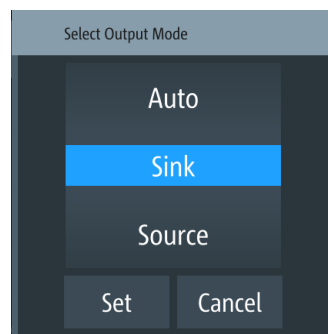 Select Output Mode
Auto
Sink
Source
Set Cancel